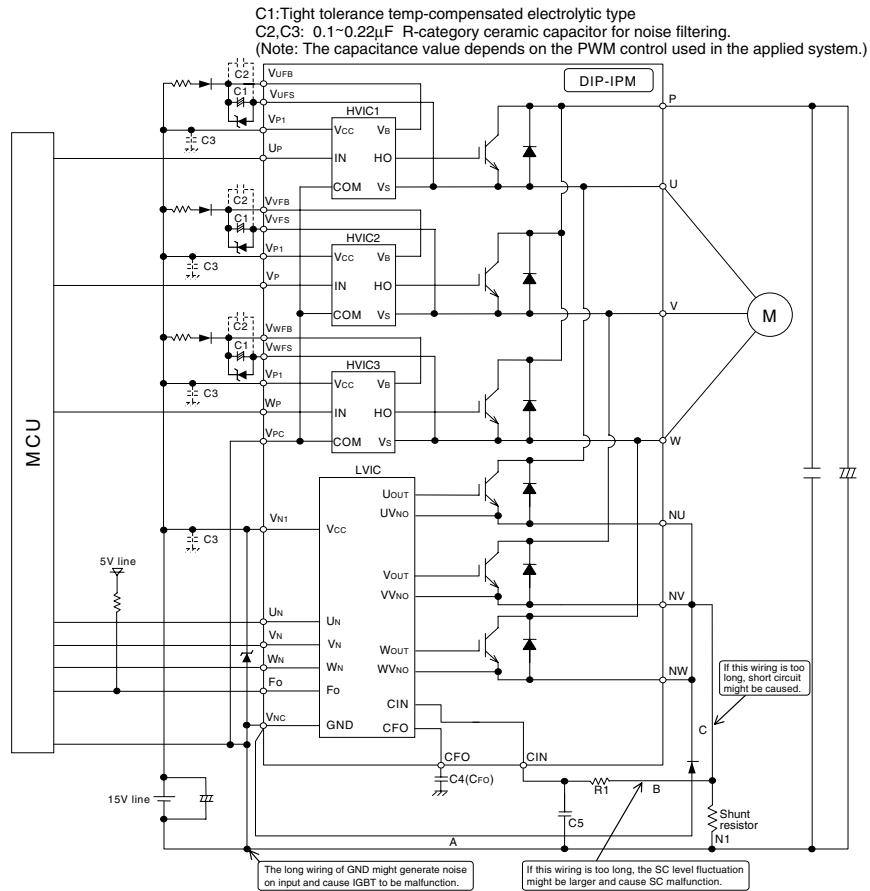 C1:Tight tolerance temp-compensated electrolytic type
C2,C3: 0.1~0.22μF R-category ceramic capacitor for noise filtering.
(Note: The capacitance value depends on the PWM control used in the applied system.)
DIP-IPM
C2
C1
VUFB
VUFS
VP1
C3
UP
HVIC1
VCC
VB
IN
HO
COM
VS
P
U
C2
C1
VVFB
VVFS
VP1
C3
VP
HVIC2
VCC
VB
IN
HO
COM
VS
V
M
C2
C1
VWFB
VWFS
VP1
C3
WP
VPC
HVIC3
VCC
VB
IN
HO
COM
VS
W
MCU
LVIC
UOUT
UVNO
NU
VN1
VCC
C3
5V line
VOUT
VVNO
NV
UN
UN
VN
VN
WN
WN
FO
FO
WOUT
WVNO
NW
If this wiring is too
long, short circuit
might be caused.
VNC
GND
CIN
CFO
C
CFO
CIN
C4(CFO)
15V line
R1
B
C5
Shunt
resistor
N1
A
The long wiring of GND might generate noise
on input and cause IGBT to be malfunction.
If this wiring is too long, the SC level fluctuation
might be larger and cause SC malfunction.